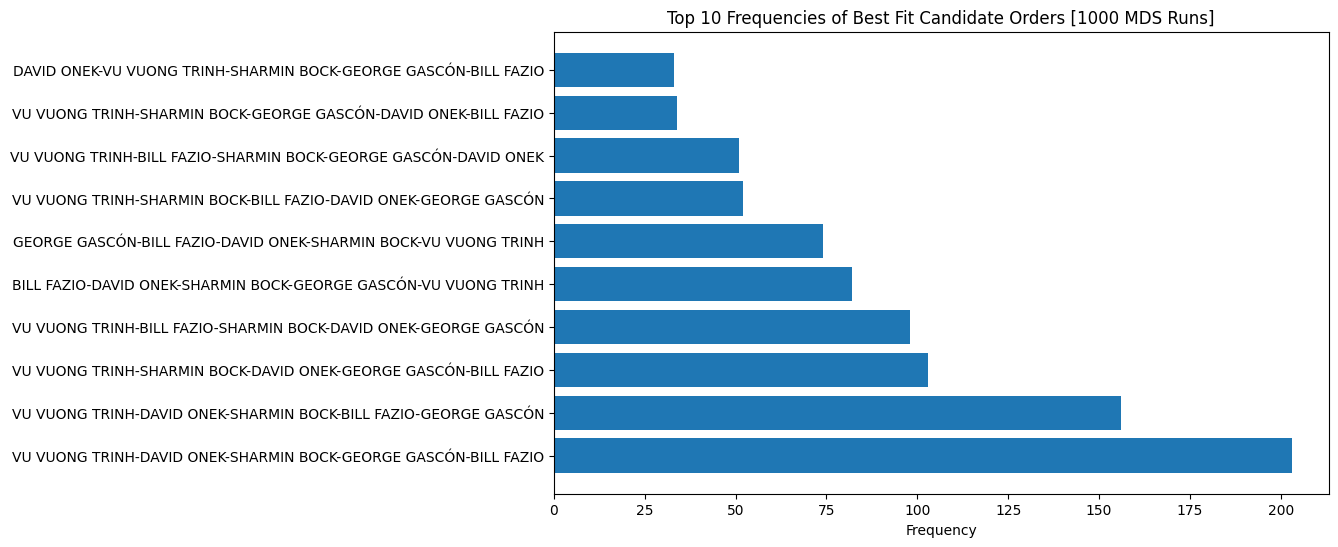 Top 10 Frequencies of Best Fit Candidate Orders [1000 MDS Runs]
DAVID ONEK-VU VUONG TRINH-SHARMIN BOCK-GEORGE GASCÓN-BILL FAZIO
VU VUONG TRINH-SHARMIN BOCK-GEORGE GASCÓN-DAVID ONEK-BILL FAZIO
VU VUONG TRINH-BILL FAZIO-SHARMIN BOCK-GEORGE GASCÓN-DAVID ONEK
VU VUONG TRINH-SHARMIN BOCK-BILL FAZIO-DAVID ONEK-GEORGE GASCÓN
GEORGE GASCÓN-BILL FAZIO-DAVID ONEK-SHARMIN BOCK-VU VUONG TRINH
BILL FAZIO-DAVID ONEK-SHARMIN BOCK-GEORGE GASCÓN-VU VUONG TRINH
VU VUONG TRINH-BILL FAZIO-SHARMIN BOCK-DAVID ONEK-GEORGE GASCÓN
VU VUONG TRINH-SHARMIN BOCK-DAVID ONEK-GEORGE GASCÓN-BILL FAZIO
VU VUONG TRINH-DAVID ONEK-SHARMIN BOCK-BILL FAZIO-GEORGE GASCÓN
VU VUONG TRINH-DAVID ONEK-SHARMIN BOCK-GEORGE GASCÓN-BILL FAZIO
0 25 50 75 100 125 150 175 200
Frequency